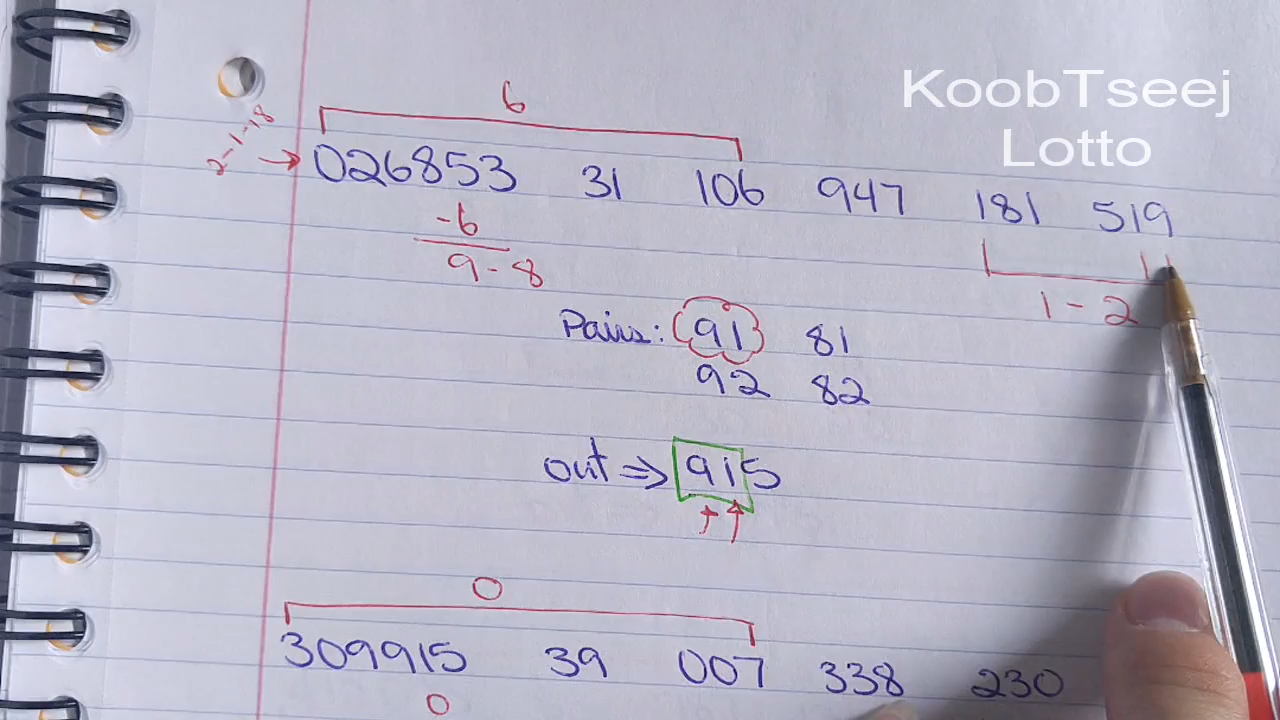 KoobTseej
Lotto
6
2-1-18
026853 31 106 947 181 519
-6
9-8
1-2
Pairs: 91 81
92 82
out ⇒ 915
0
309915 39 007 338 230
0